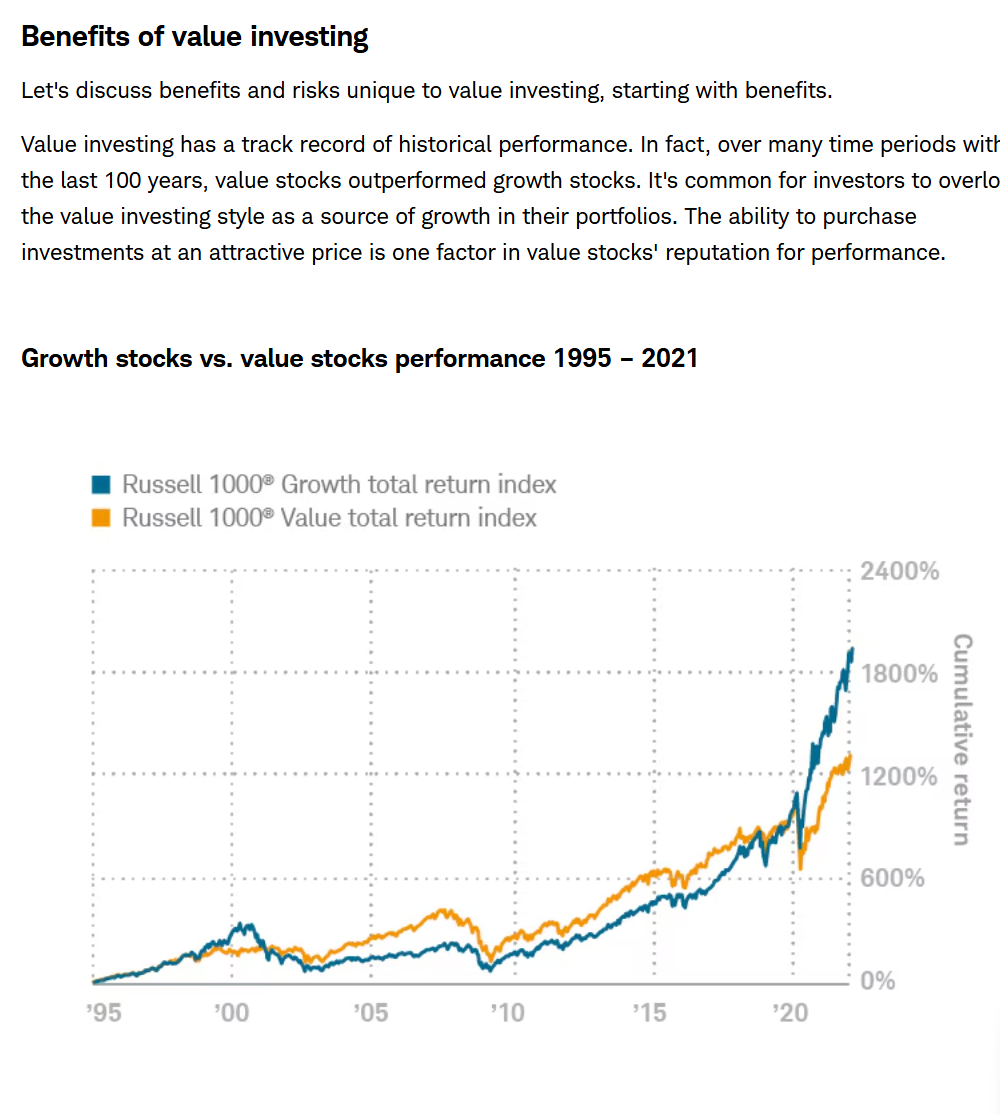 Benefits of value investing
Let's discuss benefits and risks unique to value investing, starting with benefits.
Value investing has a track record of historical performance. In fact, over many time periods with
the last 100 years, value stocks outperformed growth stocks. It's common for investors to overlo
the value investing style as a source of growth in their portfolios. The ability to purchase
investments at an attractive price is one factor in value stocks' reputation for performance.
Growth stocks vs. value stocks performance 1995 – 2021
Russell 1000® Growth total return index
Russell 1000® Value total return index
2400%
1800%
1200%
600%
0%
Cumulative return
’95 ’00 ’05 ’10 ’15 ’20